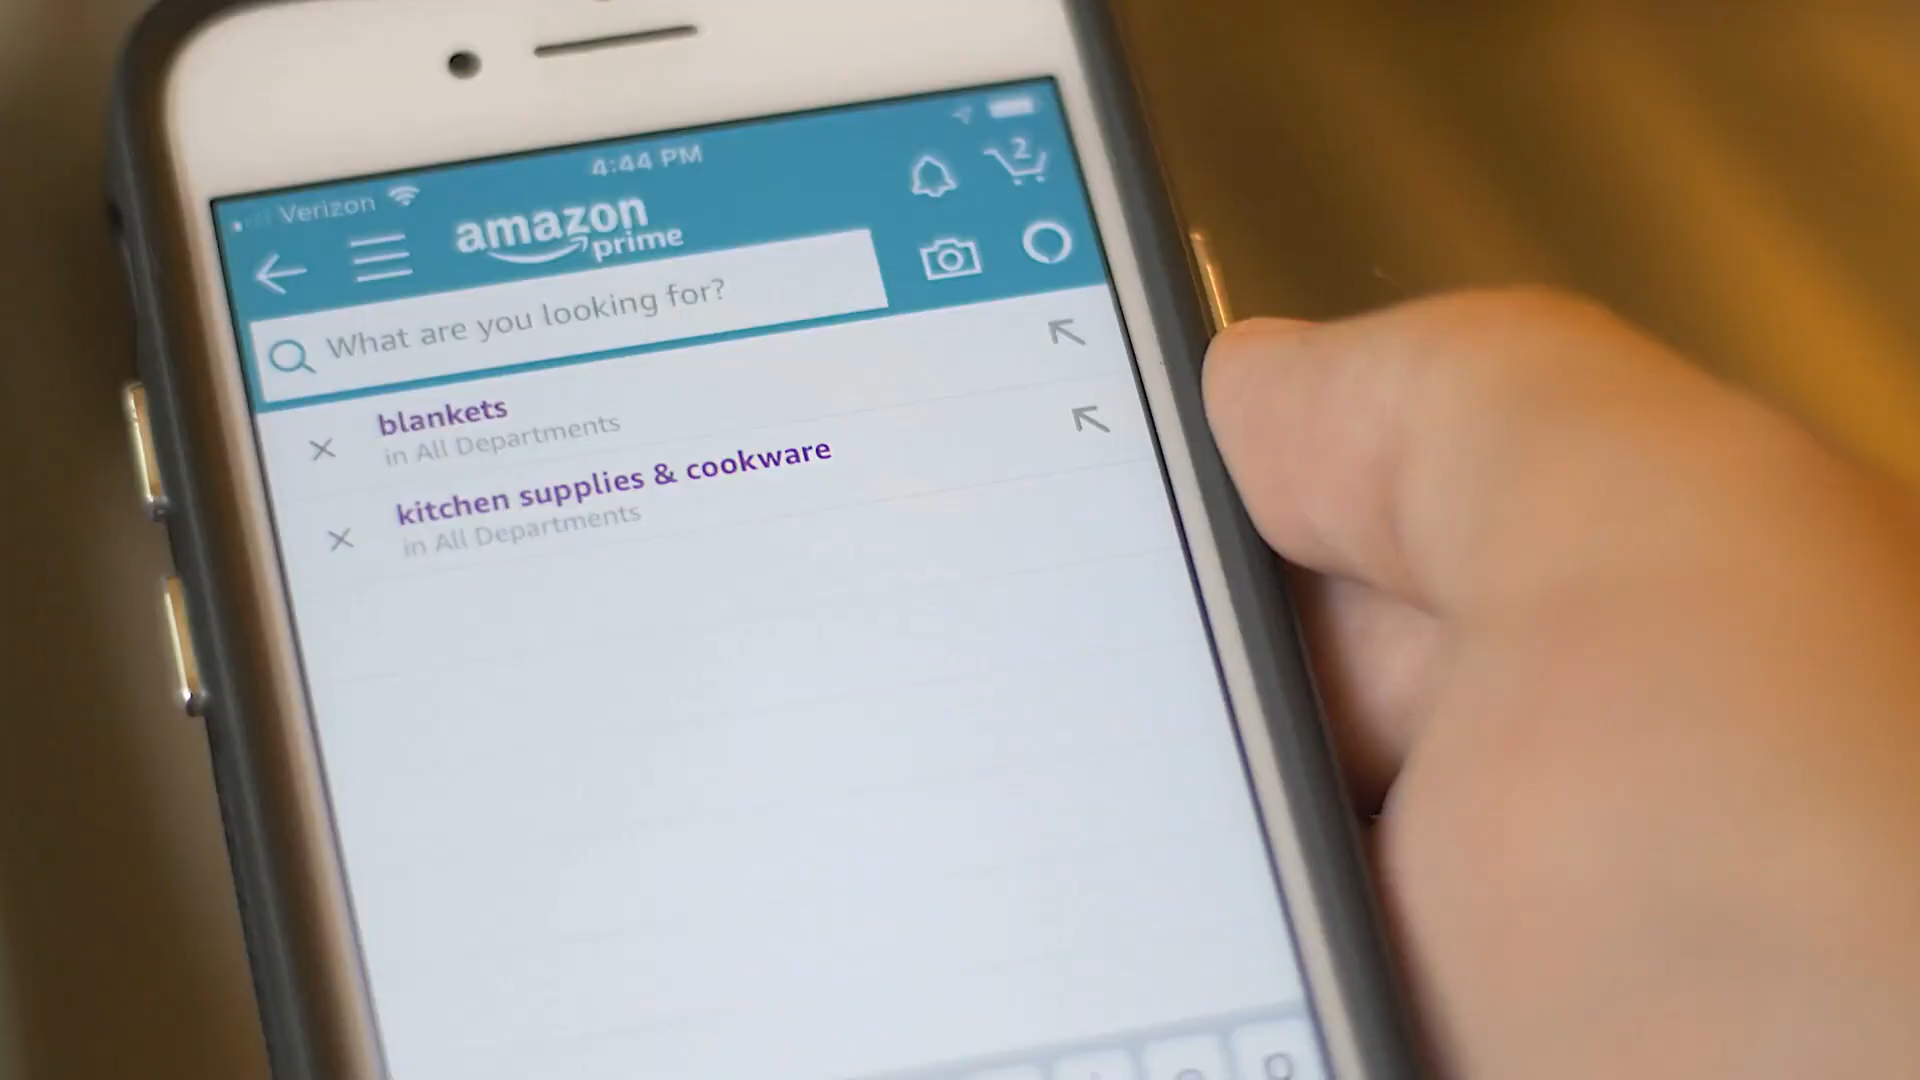 4:44 PM
Verizon
2
amazon
prime
What are you looking for?
blankets
in All Departments
kitchen supplies & cookware
in All Departments